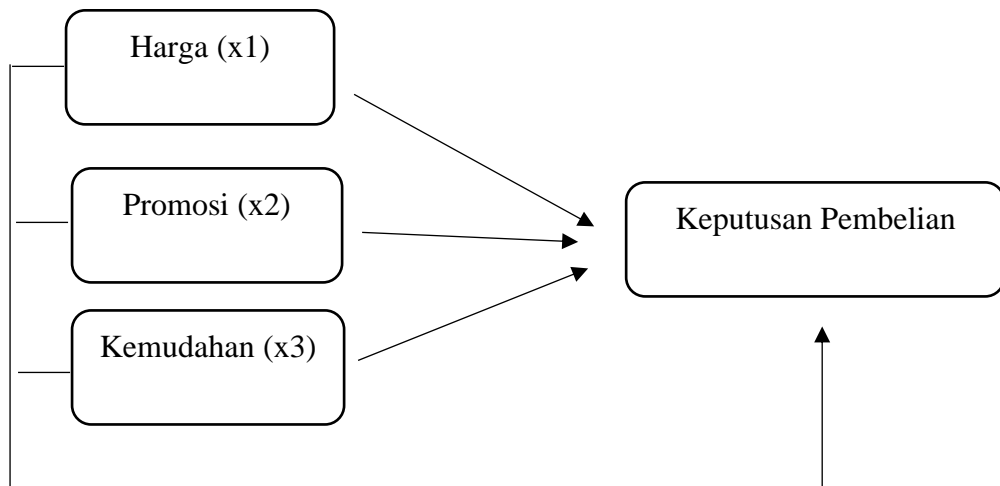 Harga (x1)
Promosi (x2)
Keputusan Pembelian
Kemudahan (x3)